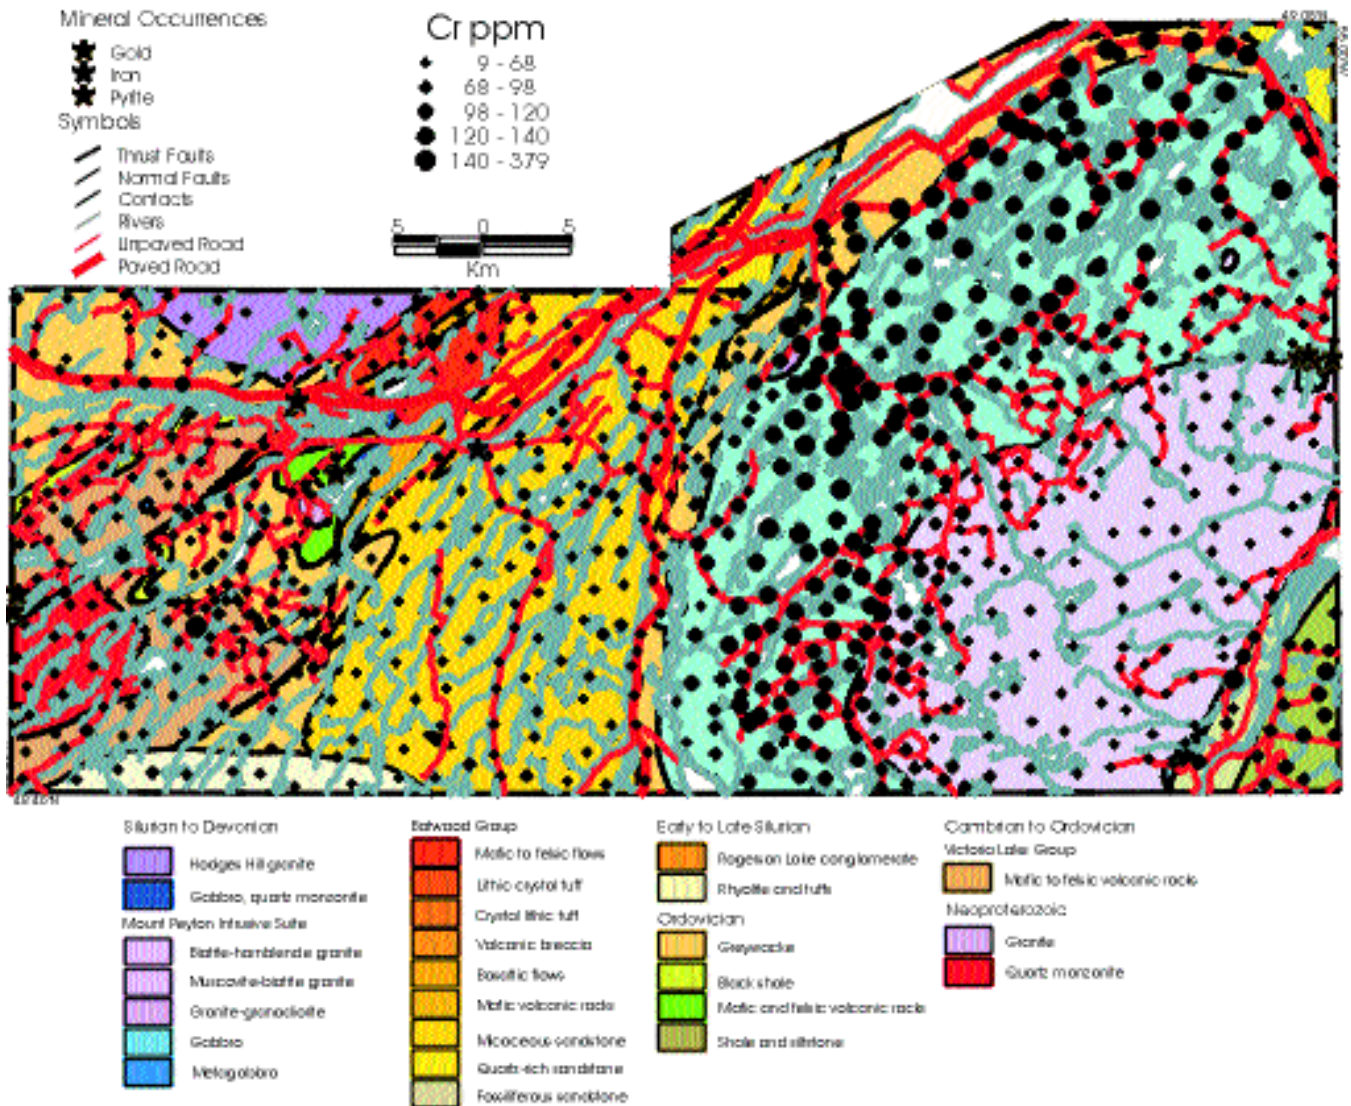 Mineral Occurrences
Gold
Iron
Pyrite
Symbols
Thrust Faults
Normal Faults
Contacts
Rivers
Unpaved Road
Paved Road
Cr ppm
9 - 68
68 - 98
98 - 120
120 - 140
140 - 379
5 0 5
Km
Silurian to Devonian
Hodges Hill granite
Gabbro, quartz monzonite
Mount Peyton Intrusive Suite
Biotite-hornblende granite
Muscovite-biotite granite
Granite-granodiorite
Gabbro
Metagabbro
Botwood Group
Mafic to felsic flows
Lithic crystal tuff
Crystal lithic tuff
Volcanic breccia
Basaltic flows
Mafic volcanic rocks
Micaceous sandstone
Quartz-rich sandstone
Fossiliferous sandstone
Early to Late Silurian
Rogerson Lake conglomerate
Rhyolite and tuffs
Ordovician
Greywacke
Black shale
Mafic and felsic volcanic rocks
Shale and siltstone
Cambrian to Ordovician
Victoria Lake Group
Mafic to felsic volcanic rocks
Neoproterozoic
Granite
Quartz monzonite